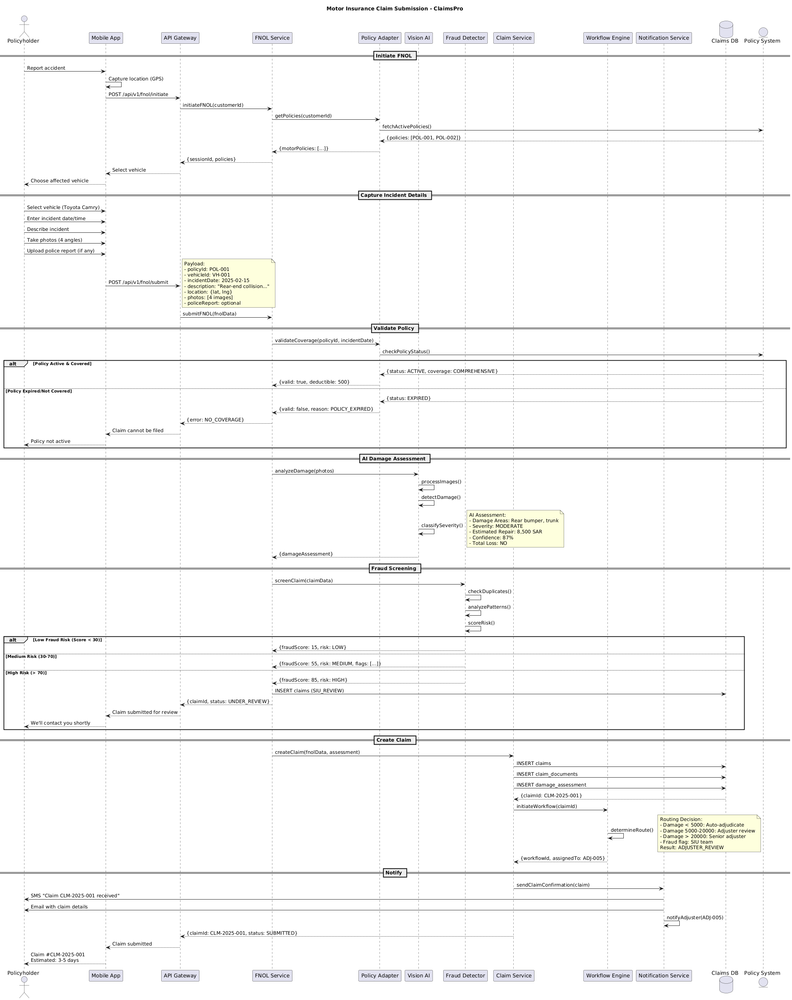 Motor Insurance Claim Submission - ClaimsPro
Policyholder
Mobile App
API Gateway
FNOL Service
Policy Adapter
Vision AI
Fraud Detector
Claim Service
Workflow Engine
Notification Service
Claims DB
Policy System
Initiate FNOL
Report accident
Capture location (GPS)
POST /api/v1/fnol/initiate
initiateFNOL(customerId)
getPolicies(customerId)
fetchActivePolicies()
{policies: [POL-001, POL-002]}
{motorPolicies: [...]}
{sessionId, policies}
Select vehicle
Choose affected vehicle
Capture Incident Details
Select vehicle (Toyota Camry)
Enter incident date/time
Describe incident
Take photos (4 angles)
Upload police report (if any)
POST /api/v1/fnol/submit
Payload:
- policyId: POL-001
- vehicleId: VH-001
- incidentDate: 2025-02-15
- description: "Rear-end collision..."
- location: {lat, lng}
- photos: [4 images]
- policeReport: optional
submitFNOL(fnolData)
Validate Policy
validateCoverage(policyId, incidentDate)
checkPolicyStatus()
alt [Policy Active & Covered]
{status: ACTIVE, coverage: COMPREHENSIVE}
{valid: true, deductible: 500}
[Policy Expired/Not Covered]
{status: EXPIRED}
{valid: false, reason: POLICY_EXPIRED}
{error: NO_COVERAGE}
Claim cannot be filed
Policy not active
AI Damage Assessment
analyzeDamage(photos)
processImages()
detectDamage()
classifySeverity()
AI Assessment:
- Damage Areas: Rear bumper, trunk
- Severity: MODERATE
- Estimated Repair: 8,500 SAR
- Confidence: 87%
- Total Loss: NO
{damageAssessment}
Fraud Screening
screenClaim(claimData)
checkDuplicates()
analyzePatterns()
scoreRisk()
alt [Low Fraud Risk (Score < 30)]
{fraudScore: 15, risk: LOW}
[Medium Risk (30-70)]
{fraudScore: 55, risk: MEDIUM, flags: [...]}
[High Risk (> 70)]
{fraudScore: 85, risk: HIGH}
INSERT claims (SIU_REVIEW)
{claimId, status: UNDER_REVIEW}
Claim submitted for review
We'll contact you shortly
Create Claim
createClaim(fnolData, assessment)
INSERT claims
INSERT claim_documents
INSERT damage_assessment
{claimId: CLM-2025-001}
initiateWorkflow(claimId)
determineRoute()
Routing Decision:
- Damage < 5000: Auto-adjudicate
- Damage 5000-20000: Adjuster review
- Damage > 20000: Senior adjuster
- Fraud flag: SIU team
Result: ADJUSTER_REVIEW
{workflowId, assignedTo: ADJ-005}
Notify
sendClaimConfirmation(claim)
SMS "Claim CLM-2025-001 received"
Email with claim details
notifyAdjuster(ADJ-005)
{claimId: CLM-2025-001, status: SUBMITTED}
Claim submitted
Claim #CLM-2025-001
Estimated: 3-5 days
Policyholder
Mobile App
API Gateway
FNOL Service
Policy Adapter
Vision AI
Fraud Detector
Claim Service
Workflow Engine
Notification Service
Claims DB
Policy System